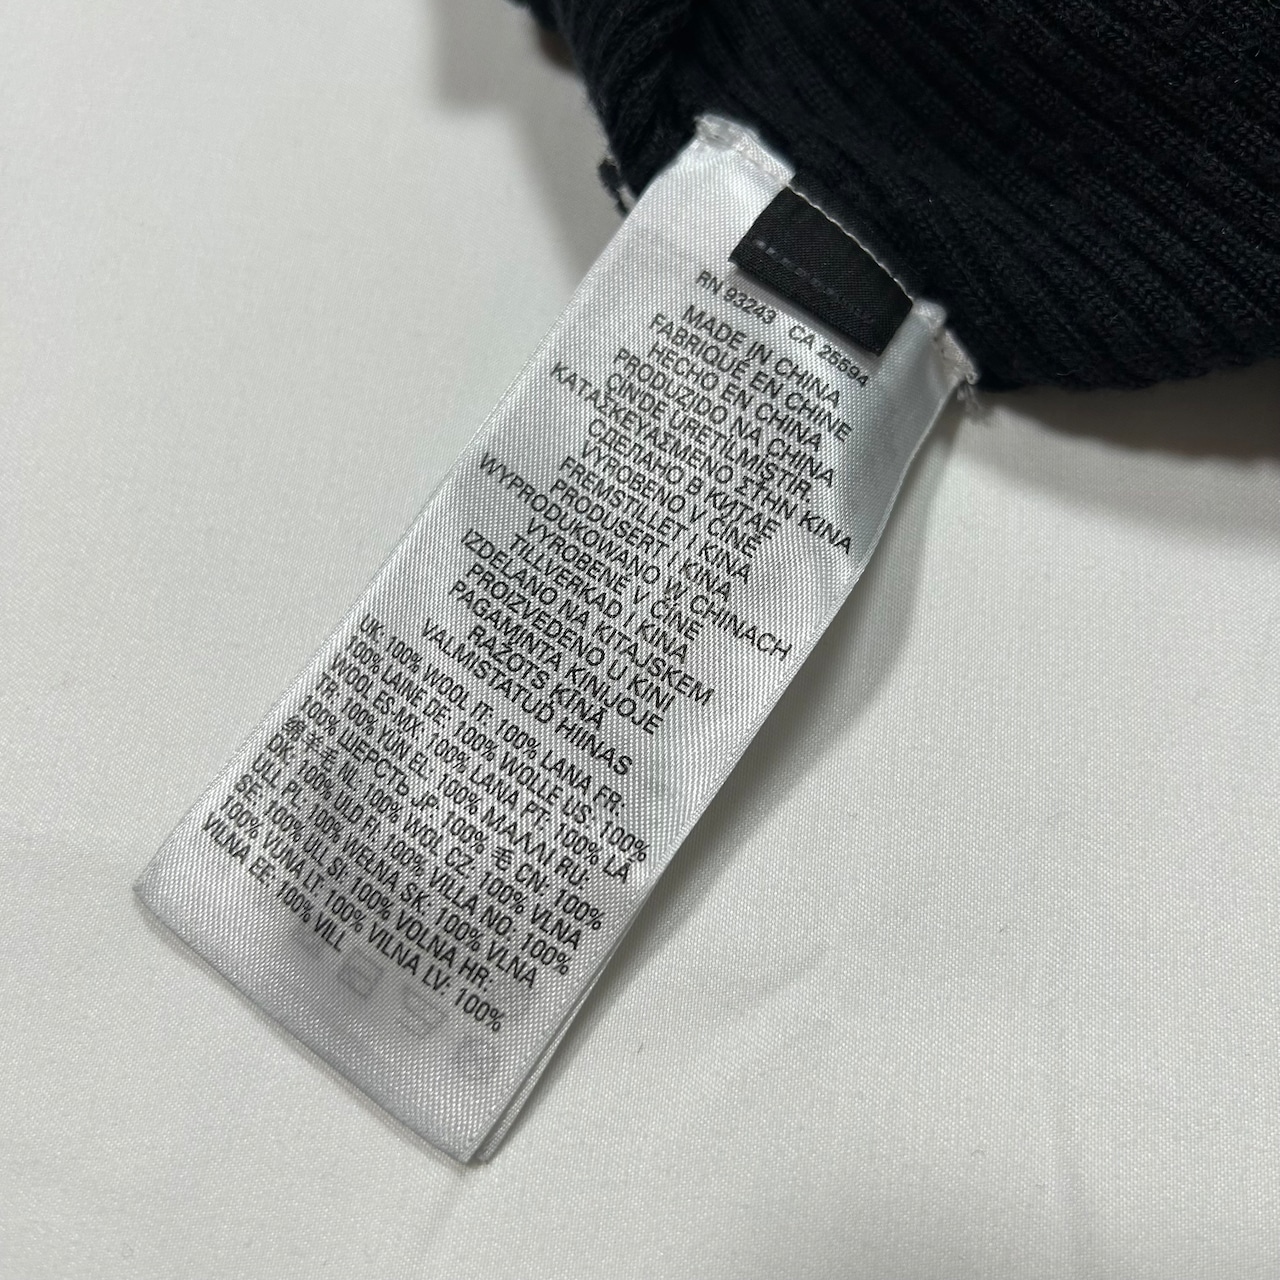 RN 93243 CA 25594
MADE IN CHINA
FABRIQUÉ EN CHINE
HECHO EN CHINA
PRODUZIDO NA CHINA
ÇINDE ÜRETİLMİŞTİR.
ΚΑΤΑΣΚΕΥΑΣΜΕΝΟ ΣΤΗΝ ΚΙΝΑ
СДЕЛАНО В КИТАЕ
VYROBENO V ČÍNĚ
FREMSTILLET I KINA
PRODUSERT I KINA
WYPRODUKOWANO W CHINACH
VYROBENÉ V ČÍNE
TILLVERKAD I KINA
IZDELANO NA KITAJSKEM
PROIZVEDENO U KINI
PAGAMINTA KINIJOJE
RAŽOTS ĶĪNĀ
VALMISTATUD HIINAS
UK: 100% WOOL IT: 100% LANA FR:
100% LAINE DE: 100% WOLLE US: 100%
WOOL ES-MX: 100% LANA PT: 100% LÃ
TR: 100% YÜN EL: 100% ΜΑΛΛΙ RU:
100% ШЕРСТЬ JP: 100% 毛 CN: 100%
绵羊毛 NL: 100% WOL CZ: 100% VLNA
DK: 100% ULD FI: 100% VILLA NO: 100%
ULL PL: 100% WEŁNA SK: 100% VLNA
SE: 100% ULL SI: 100% VOLNA HR:
100% VUNA LT: 100% VILNA LV: 100%
VILNA EE: 100% VILL